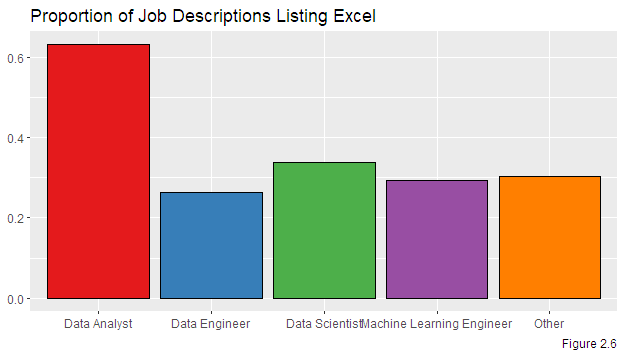 Proportion of Job Descriptions Listing Excel
0.6
0.4
0.2
0.0
Data Analyst Data Engineer Data Scientist Machine Learning Engineer Other
Figure 2.6